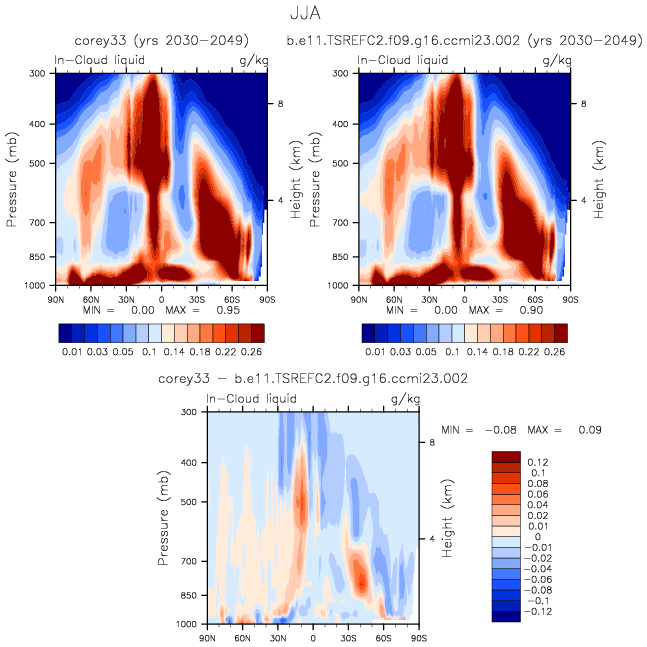 JJA
corey33 (yrs 2030-2049)
b.e11.TSREFC2.f09.g16.ccmi23.002 (yrs 2030-2049)
In-Cloud liquid g/kg
In-Cloud liquid g/kg
300
400
500
700
850
1000
Pressure (mb)
8
4
Height (km)
90N 60N 30N 0 30S 60S 90S
MIN = 0.00 MAX = 0.95
0.01 0.03 0.05 0.1 0.14 0.18 0.22 0.26
300
400
500
700
850
1000
Pressure (mb)
8
4
Height (km)
90N 60N 30N 0 30S 60S 90S
MIN = 0.00 MAX = 0.90
0.01 0.03 0.05 0.1 0.14 0.18 0.22 0.26
corey33 - b.e11.TSREFC2.f09.g16.ccmi23.002
In-Cloud liquid g/kg
300
400
500
700
850
1000
Pressure (mb)
8
4
Height (km)
90N 60N 30N 0 30S 60S 90S
MIN = -0.08 MAX = 0.09
0.12
0.1
0.08
0.06
0.04
0.02
0.01
0
-0.01
-0.02
-0.04
-0.06
-0.08
-0.1
-0.12